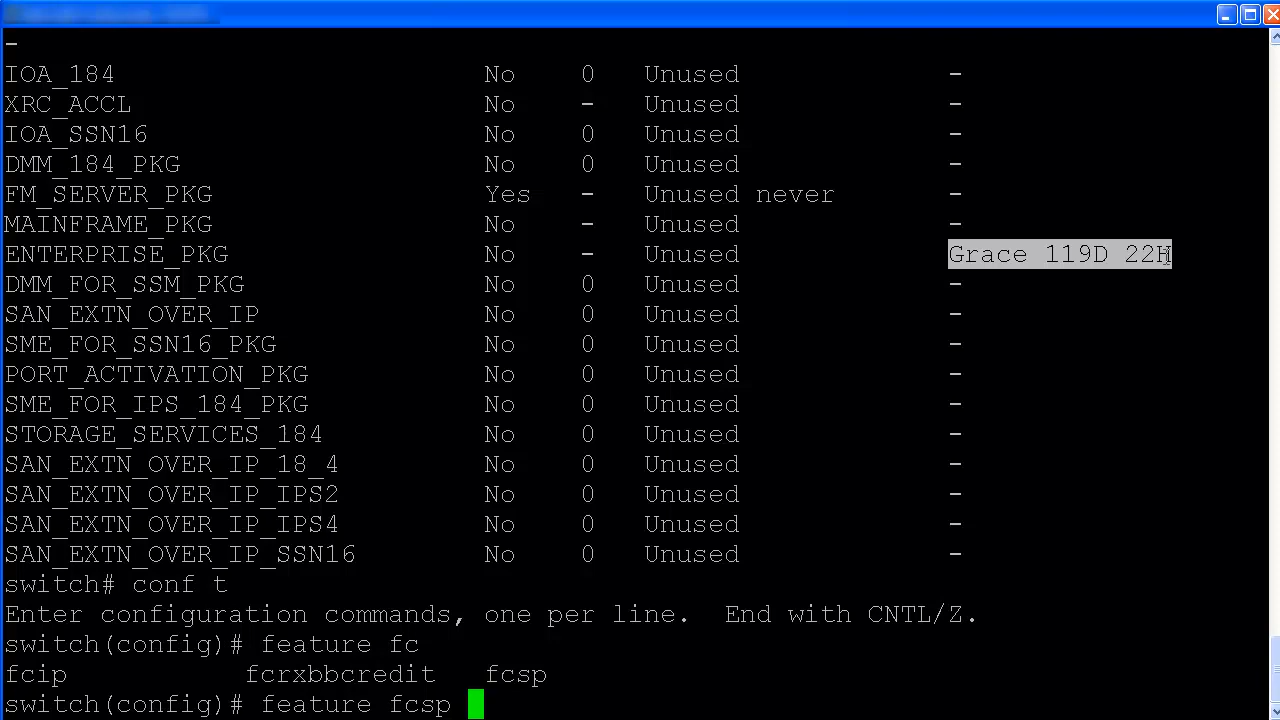 -
IOA_184 No 0 Unused -
XRC_ACCL No - Unused -
IOA_SSN16 No 0 Unused -
DMM_184_PKG No 0 Unused -
FM_SERVER_PKG Yes - Unused never -
MAINFRAME_PKG No - Unused -
ENTERPRISE_PKG No - Unused Grace 119D 22H
DMM_FOR_SSM_PKG No 0 Unused -
SAN_EXTN_OVER_IP No 0 Unused -
SME_FOR_SSN16_PKG No 0 Unused -
PORT_ACTIVATION_PKG No 0 Unused -
SME_FOR_IPS_184_PKG No 0 Unused -
STORAGE_SERVICES_184 No 0 Unused -
SAN_EXTN_OVER_IP_18_4 No 0 Unused -
SAN_EXTN_OVER_IP_IPS2 No 0 Unused -
SAN_EXTN_OVER_IP_IPS4 No 0 Unused -
SAN_EXTN_OVER_IP_SSN16 No 0 Unused -
switch# conf t
Enter configuration commands, one per line.  End with CNTL/Z.
switch(config)# feature fc
fcip fcrxbbcredit fcsp
switch(config)# feature fcsp